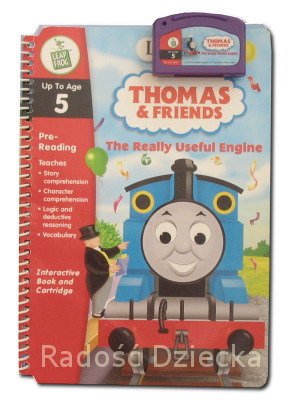 LEAP
FROG
Up To Age
5
Pre-
Reading
Teaches
• Story
comprehension
• Character
comprehension
• Logic and
deductive
reasoning
• Vocabulary
Interactive
Book and
Cartridge
L
THOMAS
& FRIENDS
5
THOMAS
& FRIENDS
The Really Useful Engine
1
Radość Dziecka